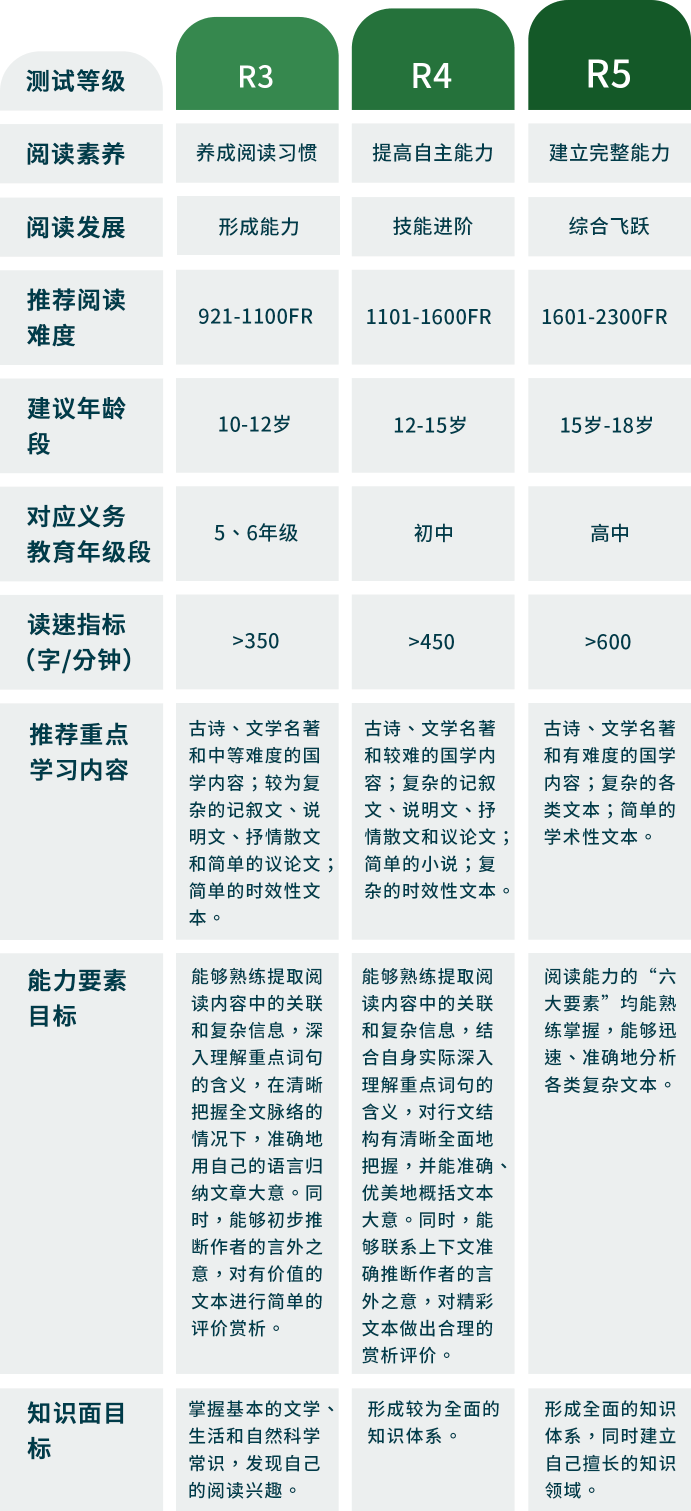 测试等级
R3
R4
R5
阅读素养
养成阅读习惯
提高自主能力
建立完整能力
阅读发展
形成能力
技能进阶
综合飞跃
推荐阅读
难度
921-1100FR
1101-1600FR
1601-2300FR
建议年龄
段
10-12岁
12-15岁
15岁-18岁
对应义务
教育年级段
5、6年级
初中
高中
读速指标
（字/分钟）
>350
>450
>600
推荐重点
学习内容
古诗、文学名著
和中等难度的国
学内容；较为复
杂的记叙文、说
明文、抒情散文
和简单的议论文；
简单的时效性文
本。
古诗、文学名著
和较难的国学内
容；复杂的记叙
文、说明文、抒
情散文和议论文；
简单的小说；复
杂的时效性文本。
古诗、文学名著
和有难度的国学
内容；复杂的各
类文本；简单的
学术性文本。
能力要素
目标
能够熟练提取阅
读内容中的关联
和复杂信息，深
入理解重点词句
的含义，在清晰
把握全文脉络的
情况下，准确地
用自己的语言归
纳文章大意。同
时，能够初步推
断作者的言外之
意，对有价值的
文本进行简单的
评价赏析。
能够熟练提取阅
读内容中的关联
和复杂信息，结
合自身实际深入
理解重点词句的
含义，对行文结
构有清晰全面地
把握，并能准确、
优美地概括文本
大意。同时，能
够联系上下文准
确推断作者的言
外之意，对精彩
文本做出合理的
赏析评价。
阅读能力的“六
大要素”均能熟
练掌握，能够迅
速、准确地分析
各类复杂文本。
知识面目
标
掌握基本的文学、
生活和自然科学
常识，发现自己
的阅读兴趣。
形成较为全面的
知识体系。
形成全面的知识
体系，同时建立
自己擅长的知识
领域。